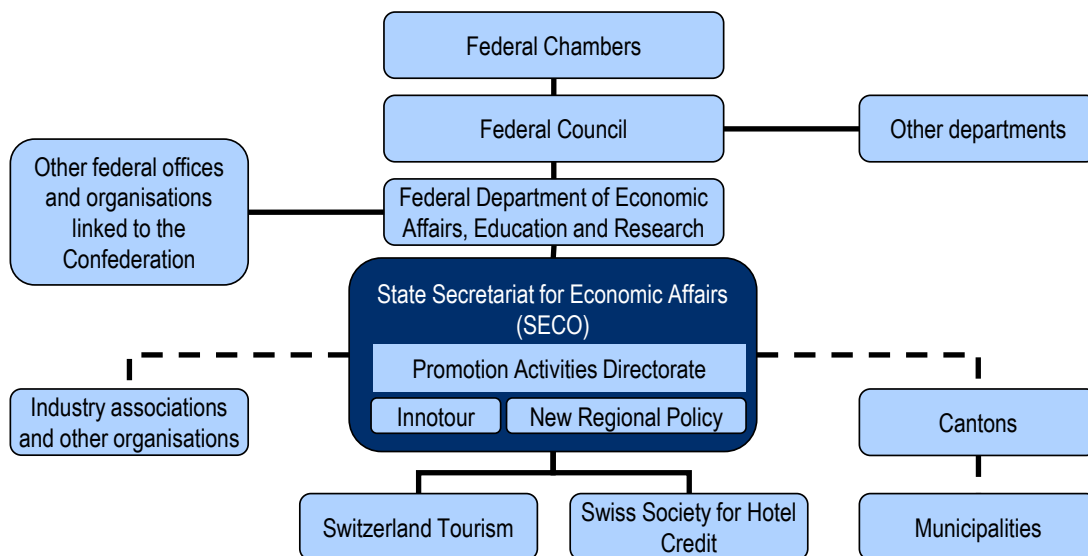 Federal Chambers
Federal Council
Other departments
Other federal offices
and organisations
linked to the
Confederation
Federal Department of Economic
Affairs, Education and Research
State Secretariat for Economic Affairs
(SECO)
Promotion Activities Directorate
Innotour
New Regional Policy
Industry associations
and other organisations
Cantons
Switzerland Tourism
Swiss Society for Hotel
Credit
Municipalities